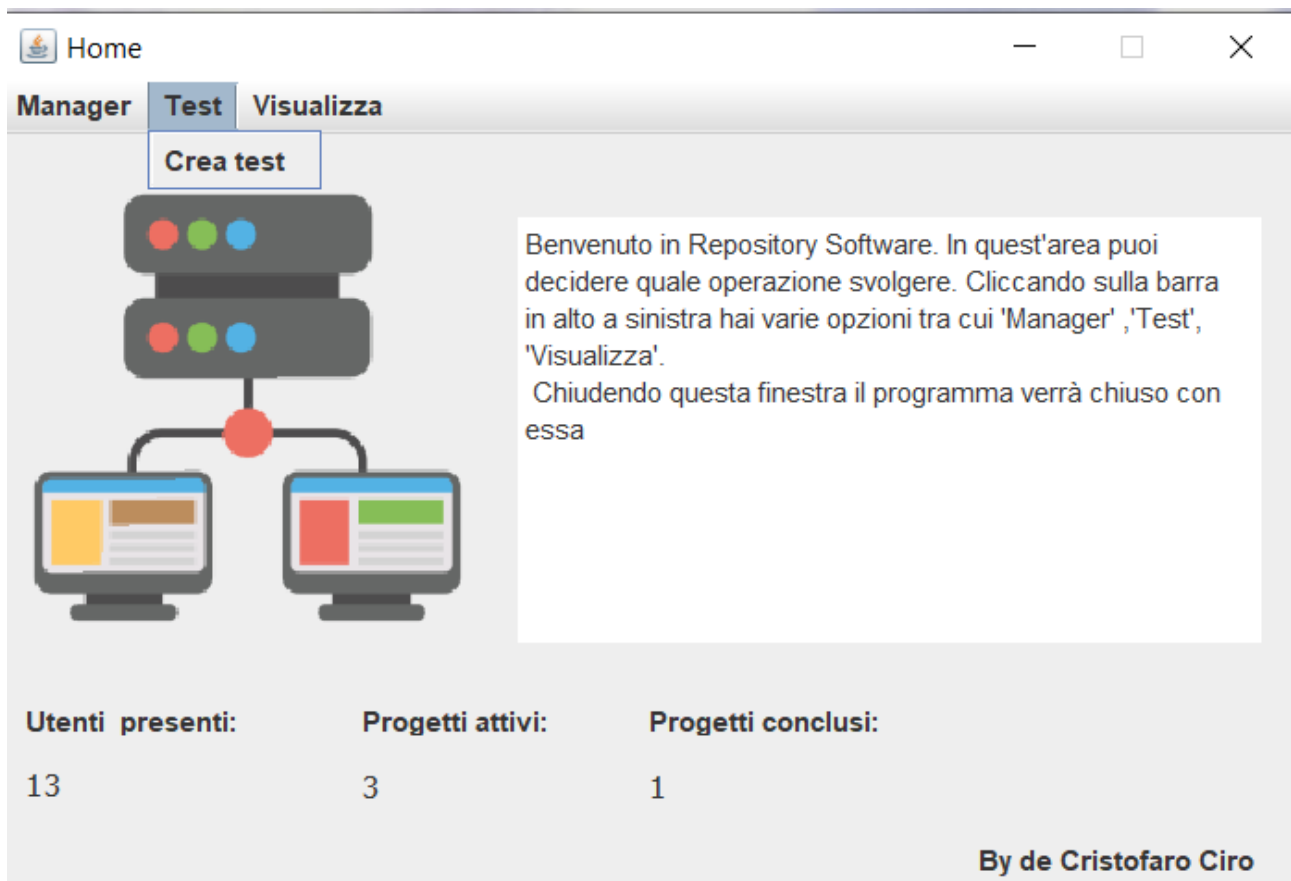 Home
Manager Test Visualizza
Crea test
Benvenuto in Repository Software. In quest'area puoi
decidere quale operazione svolgere. Cliccando sulla barra
in alto a sinistra hai varie opzioni tra cui 'Manager' ,'Test',
'Visualizza'.
Chiudendo questa finestra il programma verrà chiuso con
essa
Utenti presenti: Progetti attivi: Progetti conclusi:
13 3 1
By de Cristofaro Ciro